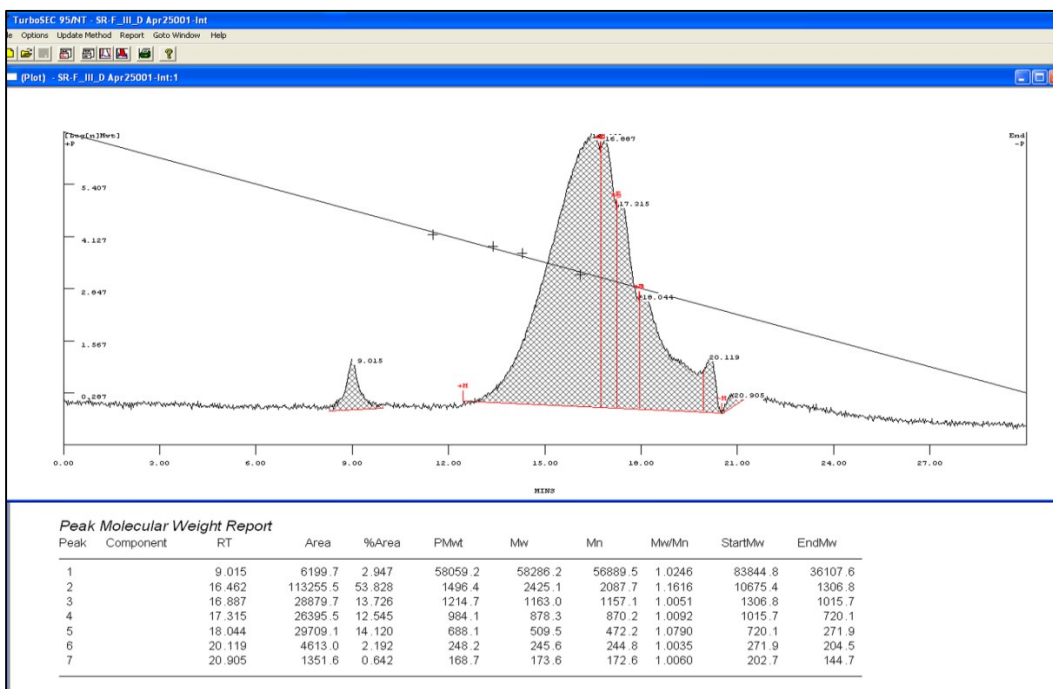 TurboSEC 95/NT - SR-F_III_D Apr25001-Int
Options Update Method Report Goto Window Help
(Plot) - SR-F_III_D Apr25001-Int:1
[Log[n]Mwt]
+P
End
-P
16.887
5.407
17.315
4.127
2.847
18.044
1.567
9.015
20.119
+M
0.287
-M
20.905
0.00 3.00 6.00 9.00 12.00 15.00 18.00 21.00 24.00 27.00
MINS
Peak Molecular Weight Report
Peak Component RT Area %Area PMwt Mw Mn Mw/Mn StartMw EndMw
1 9.015 6199.7 2.947 58059.2 58286.2 56889.5 1.0246 83844.8 36107.6
2 16.462 113255.5 53.828 1496.4 2425.1 2087.7 1.1616 10675.4 1306.8
3 16.887 28879.7 13.726 1214.7 1163.0 1157.1 1.0051 1306.8 1015.7
4 17.315 26395.5 12.545 984.1 878.3 870.2 1.0092 1015.7 720.1
5 18.044 29709.1 14.120 688.1 509.5 472.2 1.0790 720.1 271.9
6 20.119 4613.0 2.192 248.2 245.6 244.8 1.0035 271.9 204.5
7 20.905 1351.6 0.642 168.7 173.6 172.6 1.0060 202.7 144.7